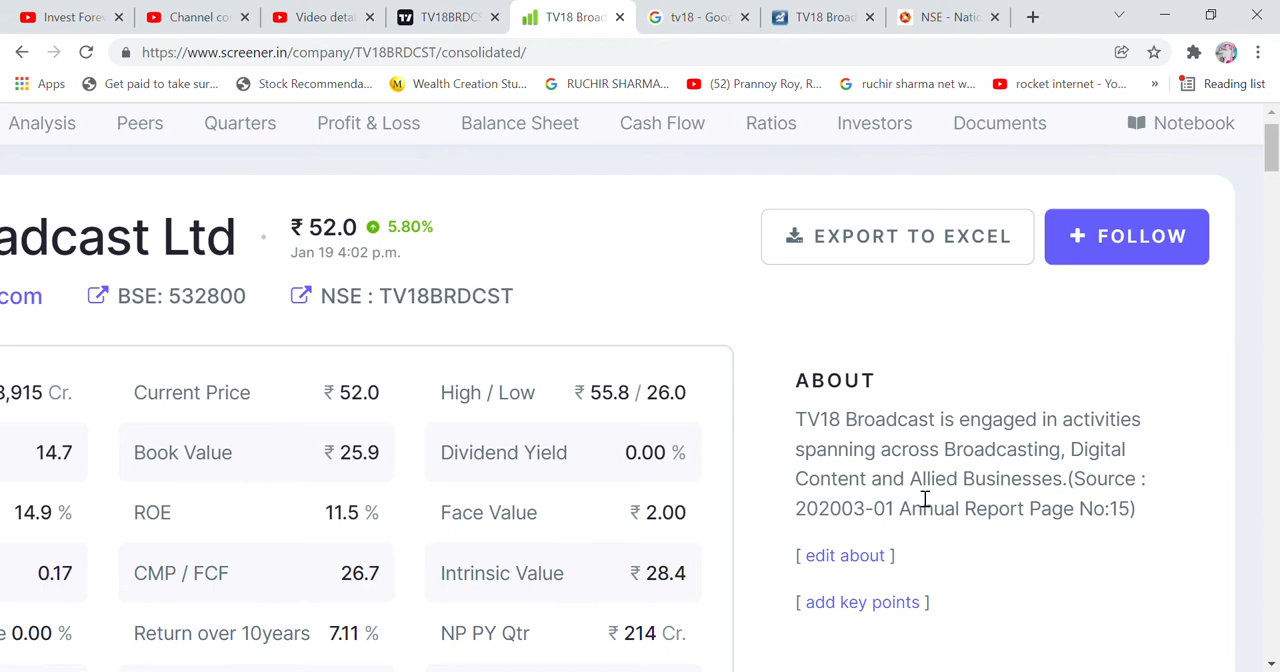 Invest Fore
Channel co
Video detai
TV18BRDC
TV18 Broad
tv18 - Goo
TV18 Broad
NSE - Natio
https://www.screener.in/company/TV18BRDCST/consolidated/
Apps
Get paid to take sur...
Stock Recommenda...
Wealth Creation Stu...
RUCHIR SHARMA...
(52) Prannoy Roy, R...
ruchir sharma net w...
rocket internet - Yo...
»
Reading list
Analysis
Peers
Quarters
Profit & Loss
Balance Sheet
Cash Flow
Ratios
Investors
Documents
Notebook
adcast Ltd
₹ 52.0 5.80%
Jan 19 4:02 p.m.
EXPORT TO EXCEL
+ FOLLOW
com
BSE: 532800
NSE : TV18BRDCST
8,915 Cr.
Current Price ₹ 52.0
High / Low ₹ 55.8 / 26.0
14.7
Book Value ₹ 25.9
Dividend Yield 0.00 %
14.9 %
ROE 11.5 %
Face Value ₹ 2.00
0.17
CMP / FCF 26.7
Intrinsic Value ₹ 28.4
e 0.00 %
Return over 10years 7.11 %
NP PY Qtr ₹ 214 Cr.
ABOUT
TV18 Broadcast is engaged in activities
spanning across Broadcasting, Digital
Content and Allied Businesses.(Source :
202003-01 Annual Report Page No:15)
[ edit about ]
[ add key points ]